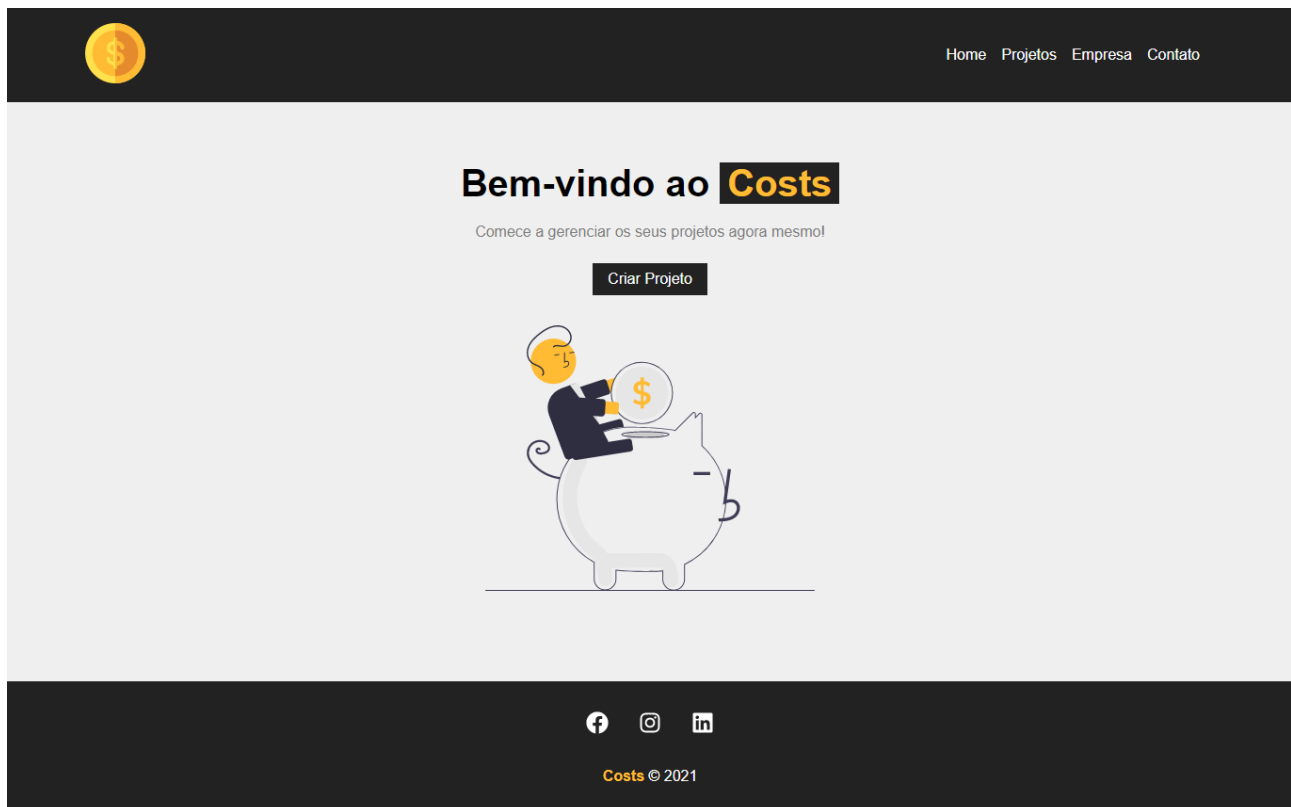 $
Home Projetos Empresa Contato
Bem-vindo ao Costs
Comece a gerenciar os seus projetos agora mesmo!
Criar Projeto
$
in
Costs © 2021